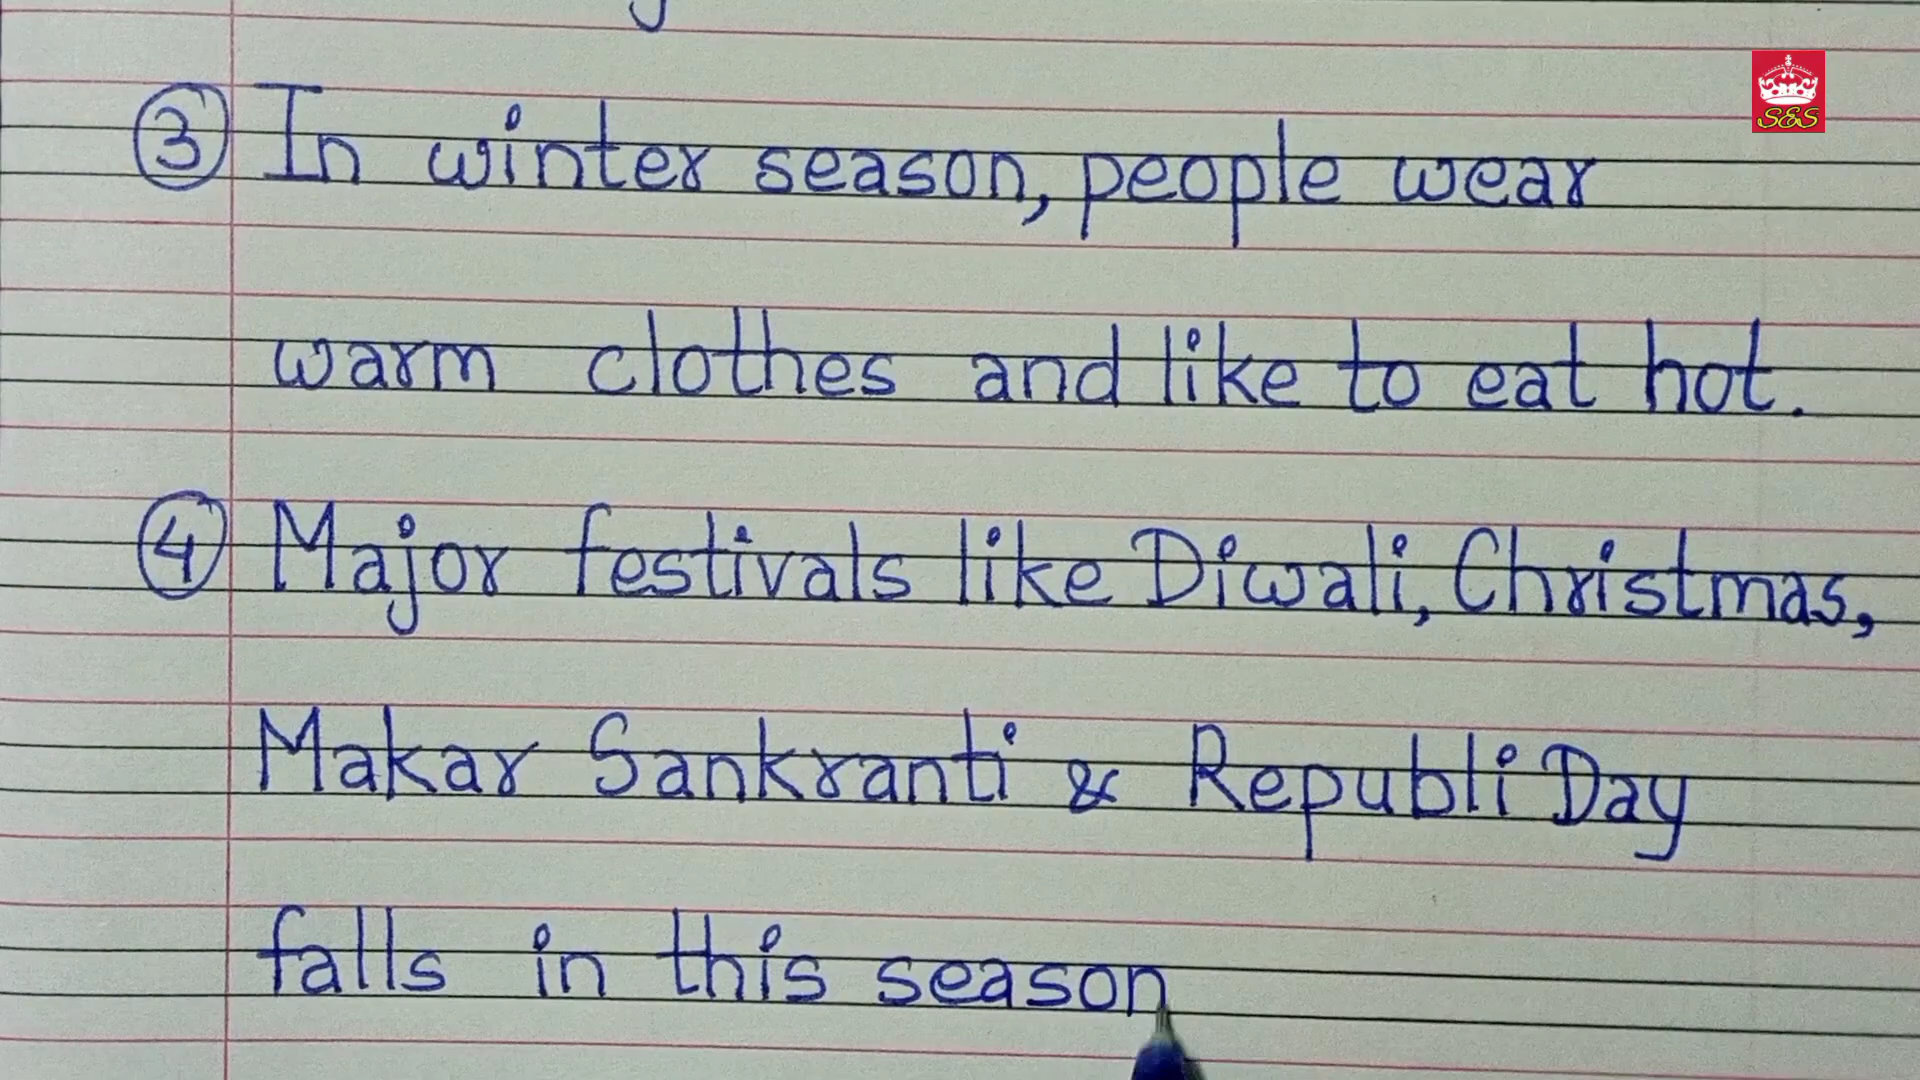 ③ In winter season, people wear
warm clothes and like to eat hot.
④ Major festivals like Diwali, Christmas,
Makar Sankranti & Republi Day
falls in this season
S&S